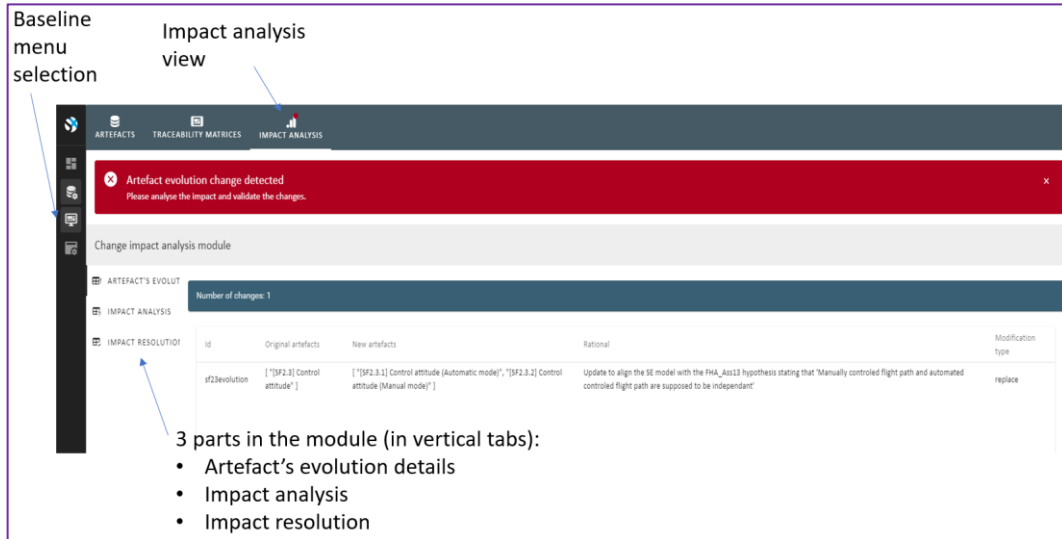 Baseline
menu
selection
Impact analysis
view
ARTEFACTS
TRACEABILITY MATRICES
IMPACT ANALYSIS
Artefact evolution change detected
x
Please analyse the impact and validate the changes.
Change impact analysis module
ARTEFACT'S EVOLUT
IMPACT ANALYSIS
IMPACT RESOLUTION
Number of changes: 1
Id
Original artefacts
New artefacts
Rational
Modification
type
sf23evolution
[ "[SF2.3] Control
attitude" ]
[ "[SF2.3.1] Control attitude (Automatic mode)", "[SF2.3.2] Control
attitude (Manual mode)" ]
Update to align the SE model with the FHA_Ass13 hypothesis stating that 'Manually controled flight path and automated
controled flight path are supposed to be independant'
replace
3 parts in the module (in vertical tabs):
• Artefact’s evolution details
• Impact analysis
• Impact resolution